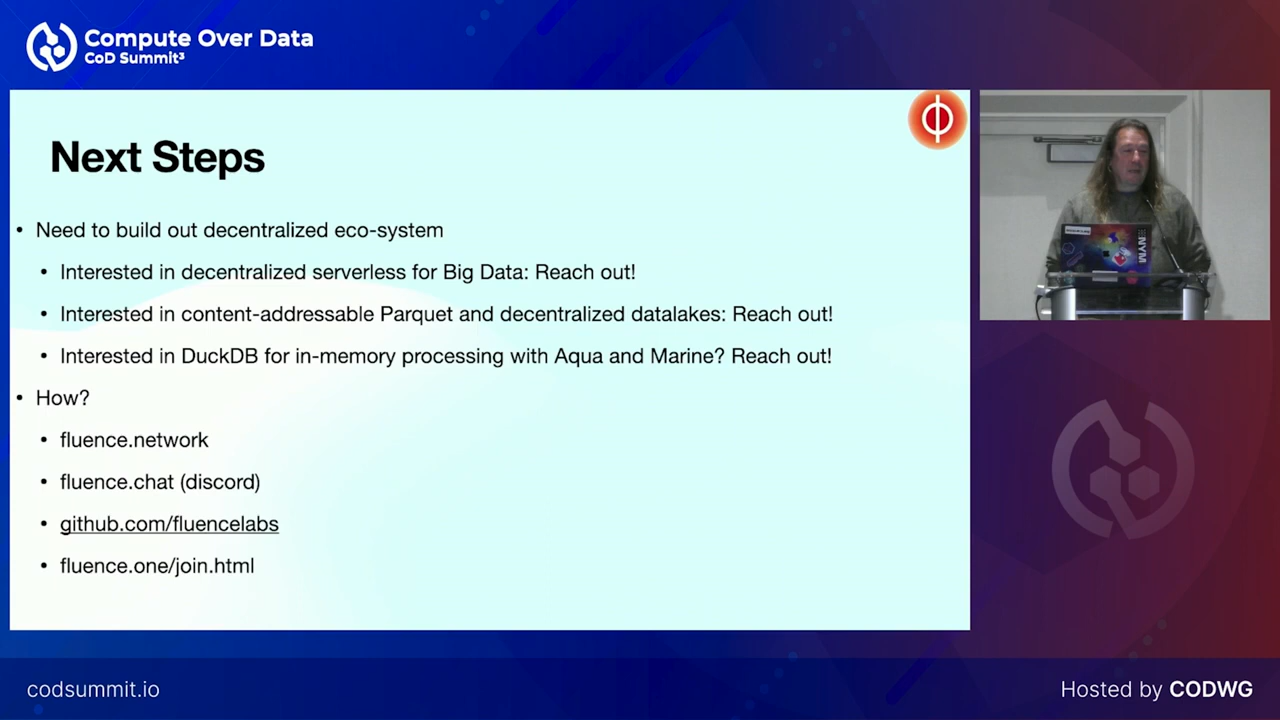 Compute Over Data
CoD Summit³
Next Steps
• Need to build out decentralized eco-system
• Interested in decentralized serverless for Big Data: Reach out!
• Interested in content-addressable Parquet and decentralized datalakes: Reach out!
• Interested in DuckDB for in-memory processing with Aqua and Marine? Reach out!
• How?
• fluence.network
• fluence.chat (discord)
• github.com/fluencelabs
• fluence.one/join.html
NYM
codsummit.io
Hosted by CODWG